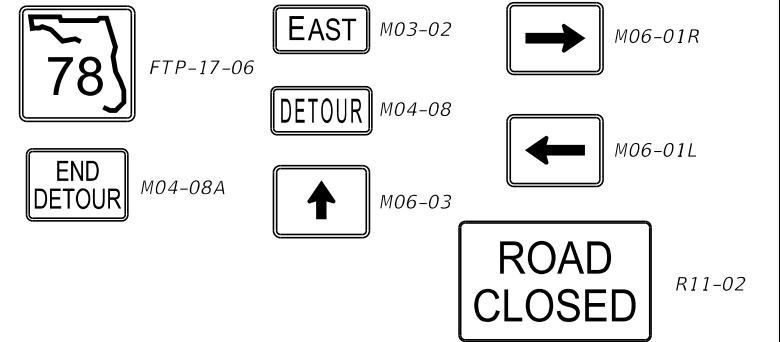 78
FTP-17-06
END
DETOUR
M04-08A
EAST
M03-02
DETOUR
M04-08
M06-03
M06-01R
M06-01L
ROAD
CLOSED
R11-02